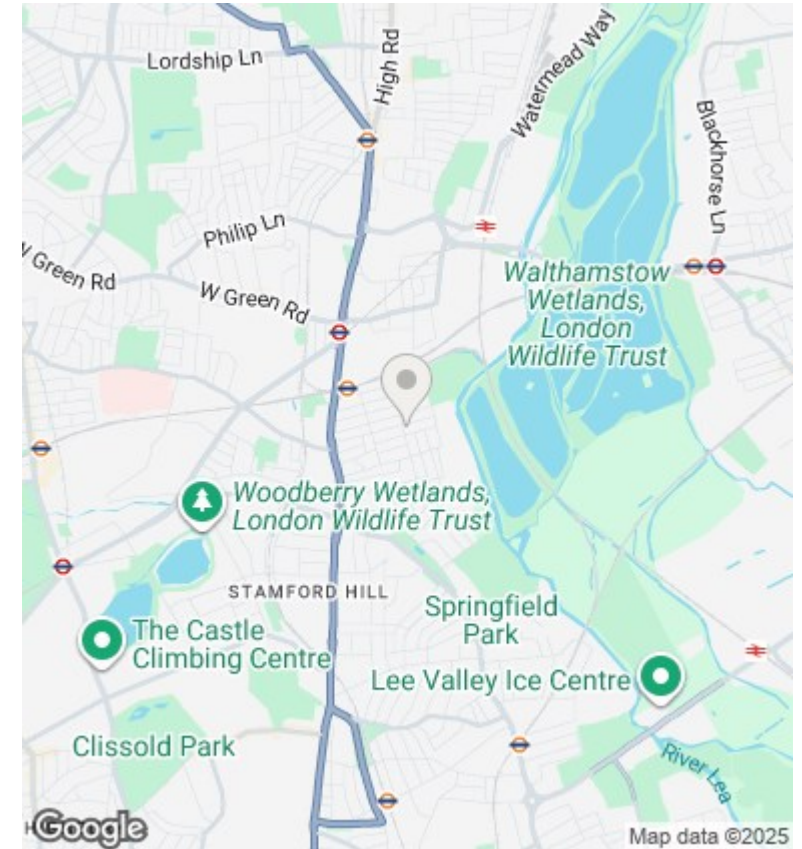 Lordship Ln
High Rd
Watermead Way
Blackhorse Ln
Philip Ln
W Green Rd
W Green Rd
Walthamstow
Wetlands,
London
Wildlife Trust
Woodberry Wetlands,
London Wildlife Trust
STAMFORD HILL
Springfield
Park
The Castle
Climbing Centre
Lee Valley Ice Centre
Clissold Park
River Lea
Google
Map data ©2025